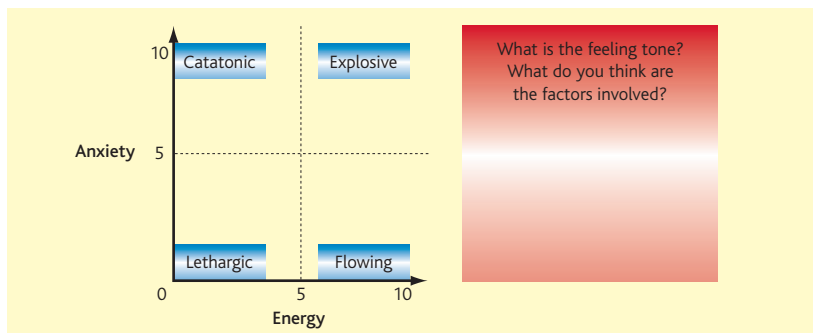 10
Catatonic
Explosive
Anxiety
5
Lethargic
Flowing
0
5
10
Energy
What is the feeling tone?
What do you think are
the factors involved?